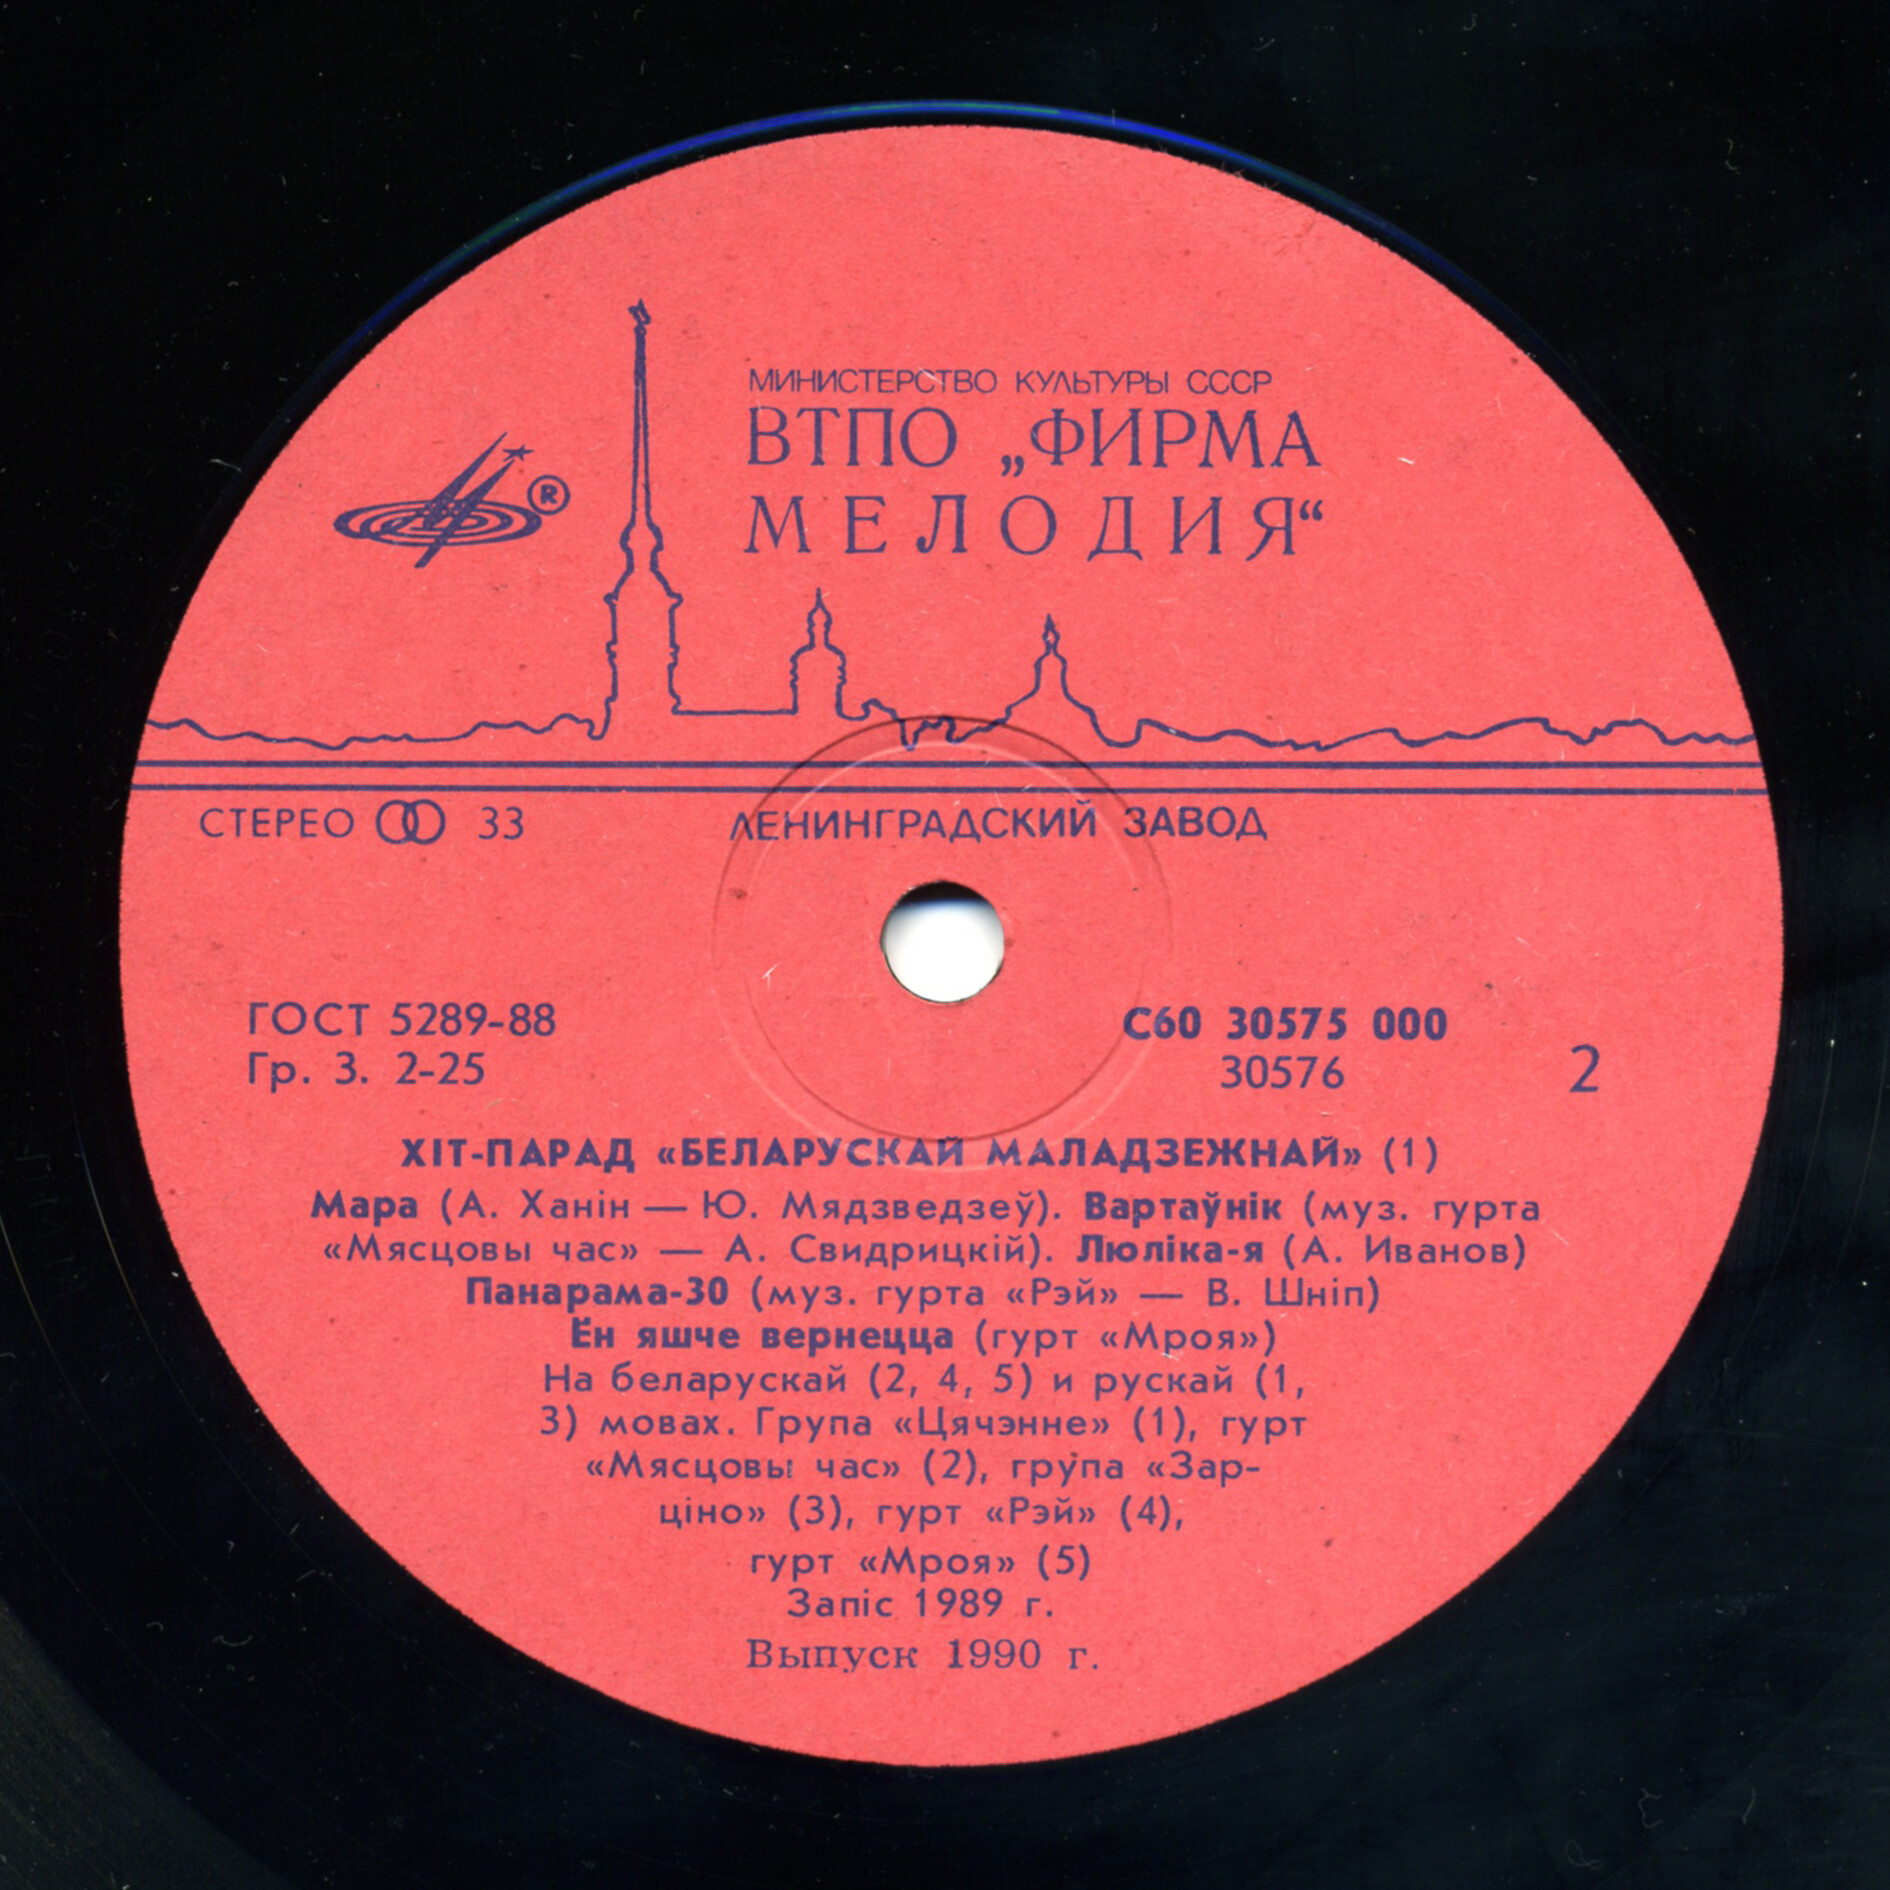 МИНИСТЕРСТВО КУЛЬТУРЫ СССР
ВТПО „ФИРМА
МЕЛОДИЯ“
®
СТЕРЕО 33
ЛЕНИНГРАДСКИЙ ЗАВОД
ГОСТ 5289-88
Гр. 3. 2-25
С60 30575 000
30576
2
ХІТ-ПАРАД «БЕЛАРУСКАЙ МАЛАДЗЕЖНАЙ» (1)
Мара (А. Ханін — Ю. Мядзведзеў). Вартаўнік (муз. гурта
«Мясцовы час» — А. Свидрицкій). Люліка-я (А. Иванов)
Панарама-30 (муз. гурта «Рэй» — В. Шніп)
Ён яшче вернецца (гурт «Мроя»)
На беларускай (2, 4, 5) и рускай (1,
3) мовах. Група «Цячэнне» (1), гурт
«Мясцовы час» (2), група «Зар-
ціно» (3), гурт «Рэй» (4),
гурт «Мроя» (5)
Запіс 1989 г.
Выпуск 1990 г.